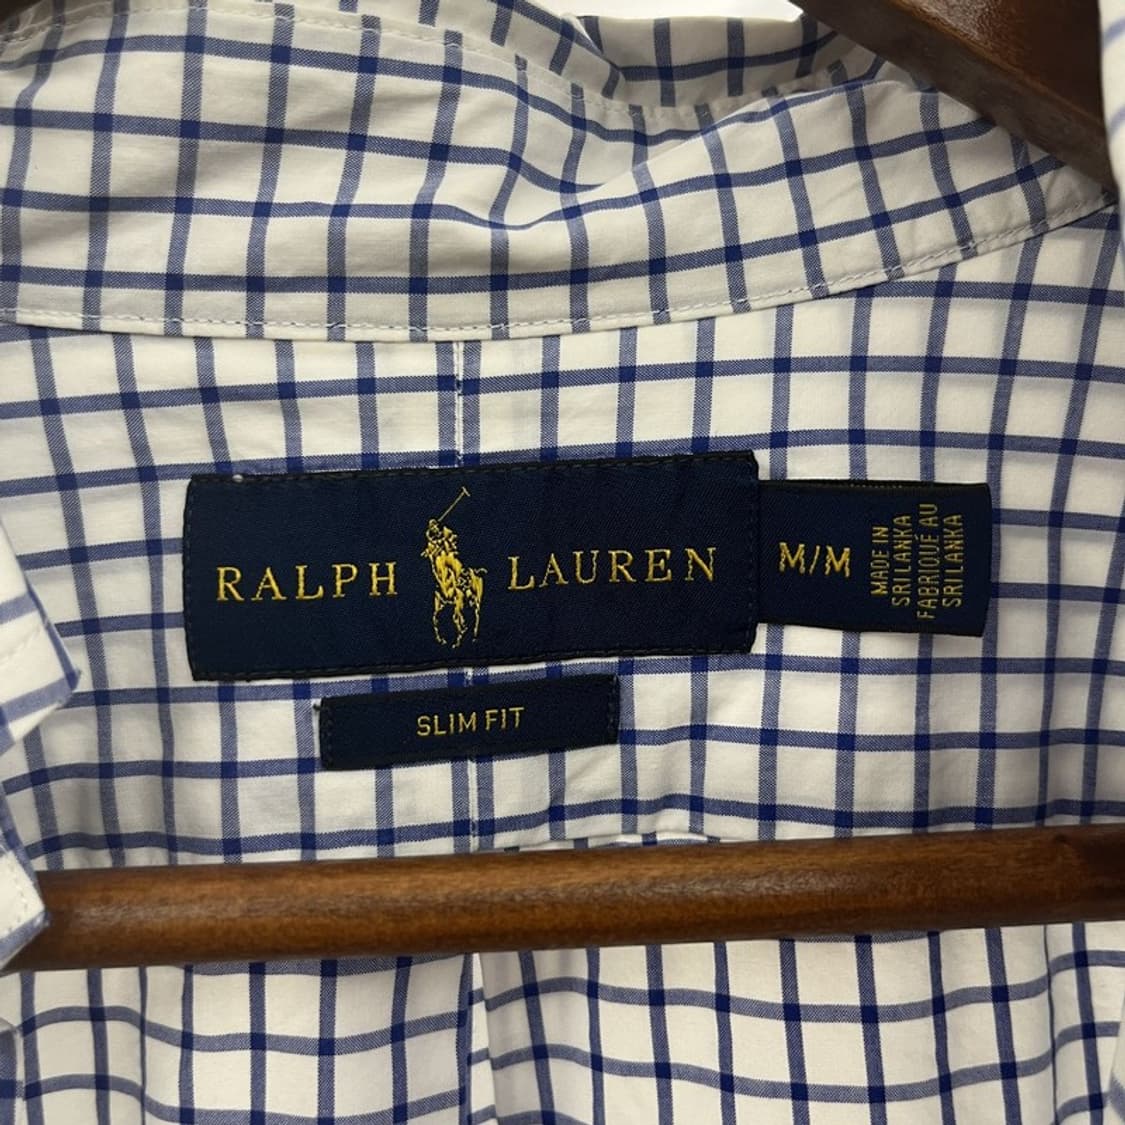 RALPH LAUREN
M/M
MADE IN
SRI LANKA
FABRIQUÉ AU
SRI LANKA
SLIM FIT